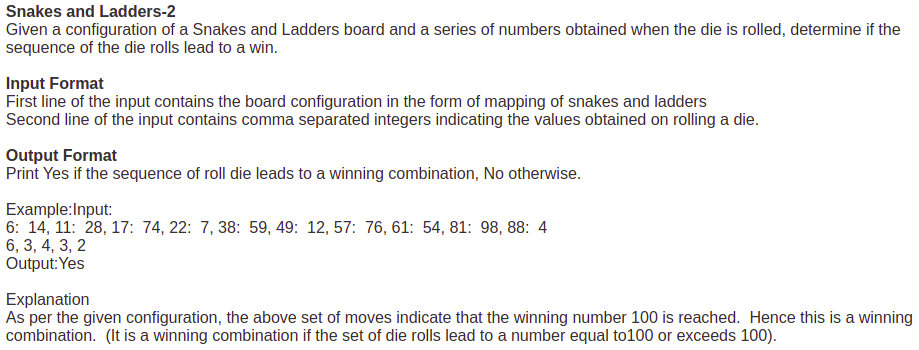 Snakes and Ladders-2
Given a configuration of a Snakes and Ladders board and a series of numbers obtained when the die is rolled, determine if the
sequence of the die rolls lead to a win.
Input Format
First line of the input contains the board configuration in the form of mapping of snakes and ladders
Second line of the input contains comma separated integers indicating the values obtained on rolling a die.
Output Format
Print Yes if the sequence of roll die leads to a winning combination, No otherwise.
Example:Input:
6:  14, 11:  28, 17:  74, 22:  7, 38:  59, 49:  12, 57:  76, 61:  54, 81:  98, 88:  4
6, 3, 4, 3, 2
Output:Yes
Explanation
As per the given configuration, the above set of moves indicate that the winning number 100 is reached.  Hence this is a winning
combination.  (It is a winning combination if the set of die rolls lead to a number equal to100 or exceeds 100).